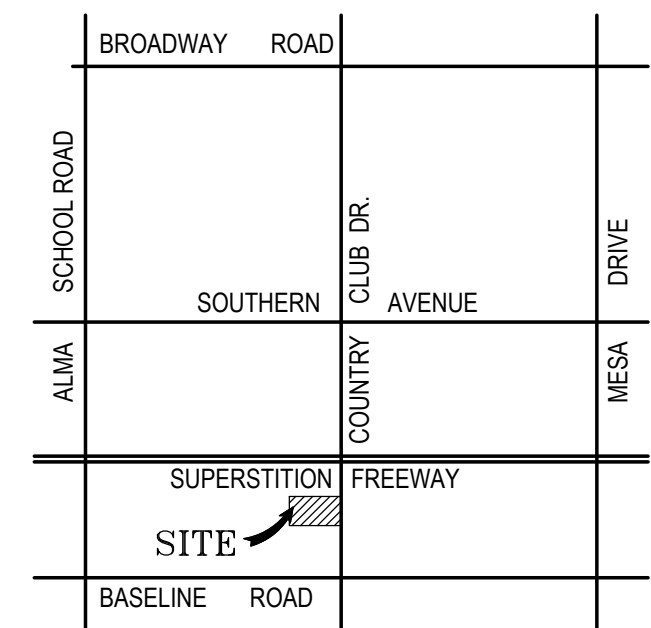 BROADWAY ROAD
ALMA SCHOOL ROAD
COUNTRY CLUB DR.
MESA DRIVE
SOUTHERN AVENUE
SUPERSTITION FREEWAY
SITE
BASELINE ROAD